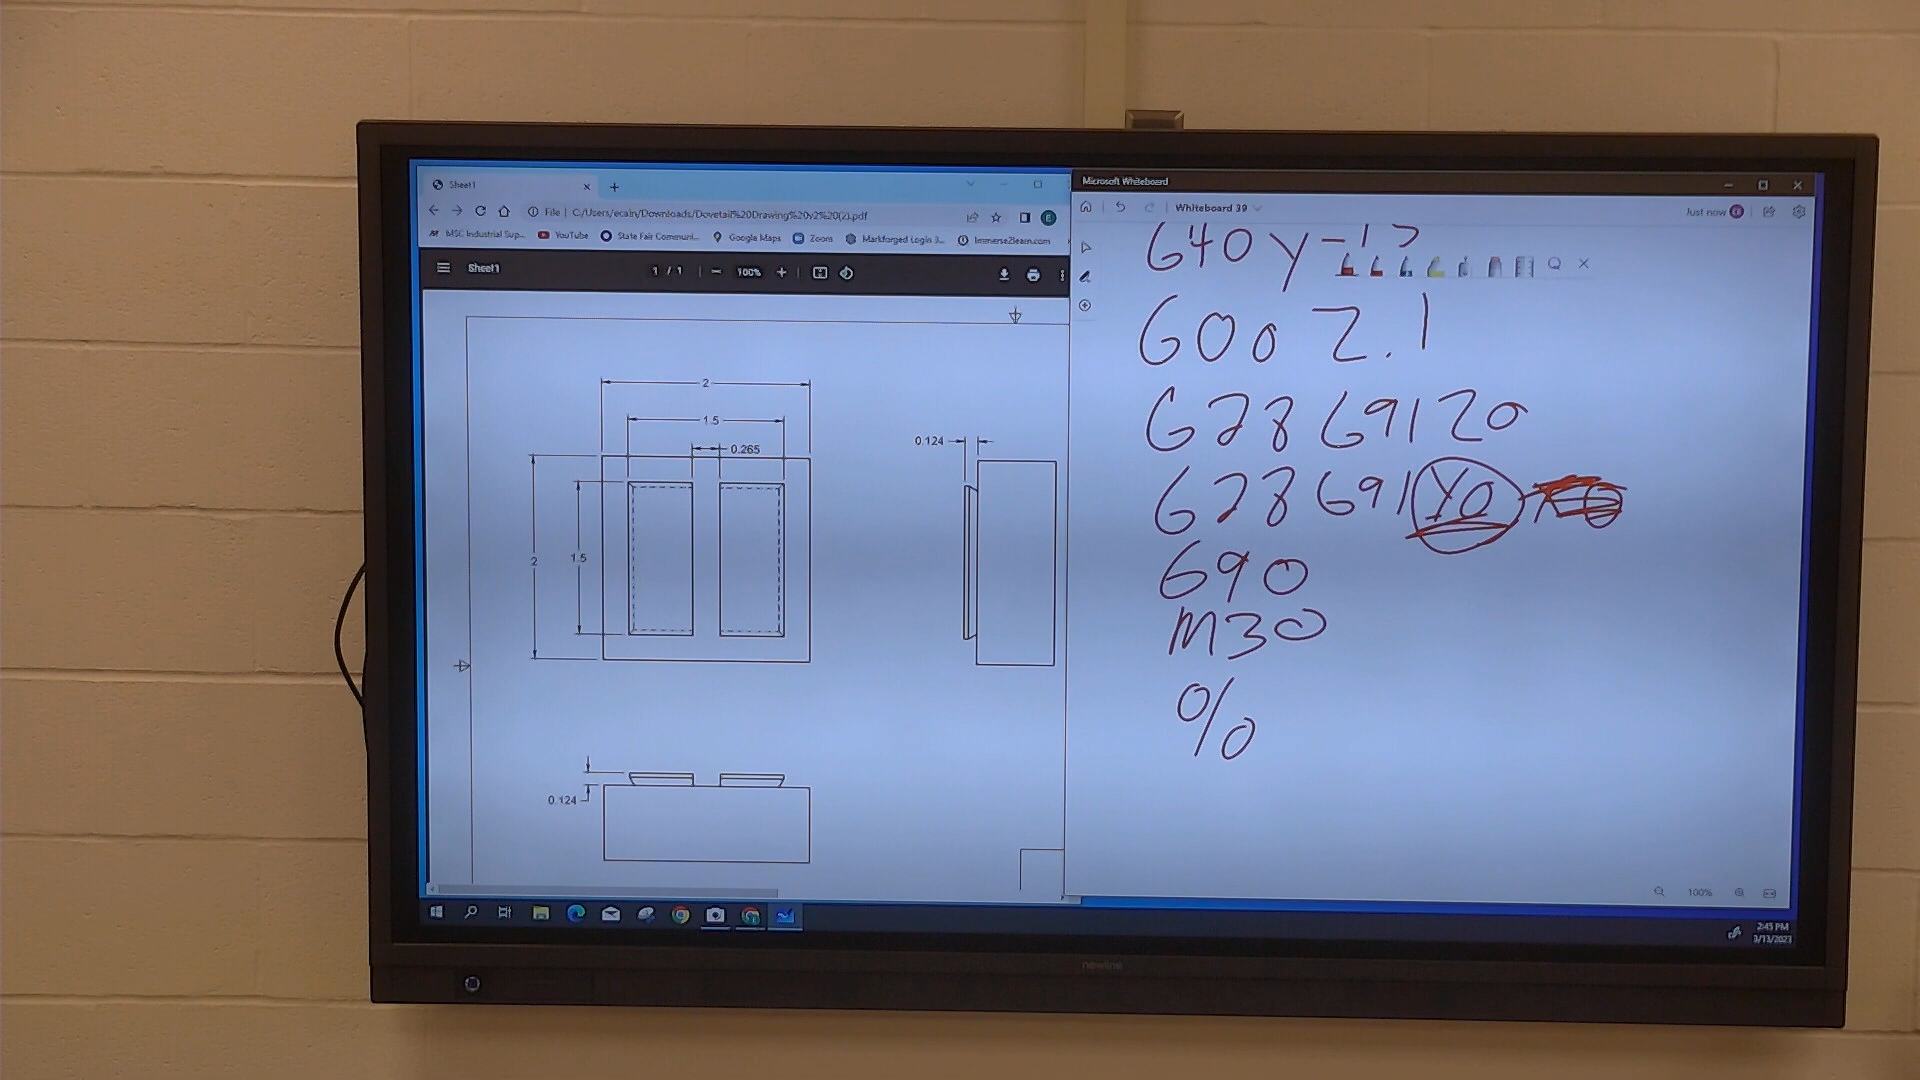 Sheet1
Microsoft Whiteboard
File | C:/Users/ecain/Downloads/Dovetail%20Drawing%20v2%20(2).pdf
Whiteboard 39
Just now
MSC Industrial Sup...
YouTube
State Fair Communi...
Google Maps
Zoom
Markforged Login J...
Immerse2learn.com
Sheet1
1 / 1
100%
2
1.5
0.265
2
1.5
0.124
0.124
G40 Y-1
G00 Z.1
G28 G91 Z0
G28 G91 Y0
G90
M30
%
100%
2:45 PM
3/13/2023
newline